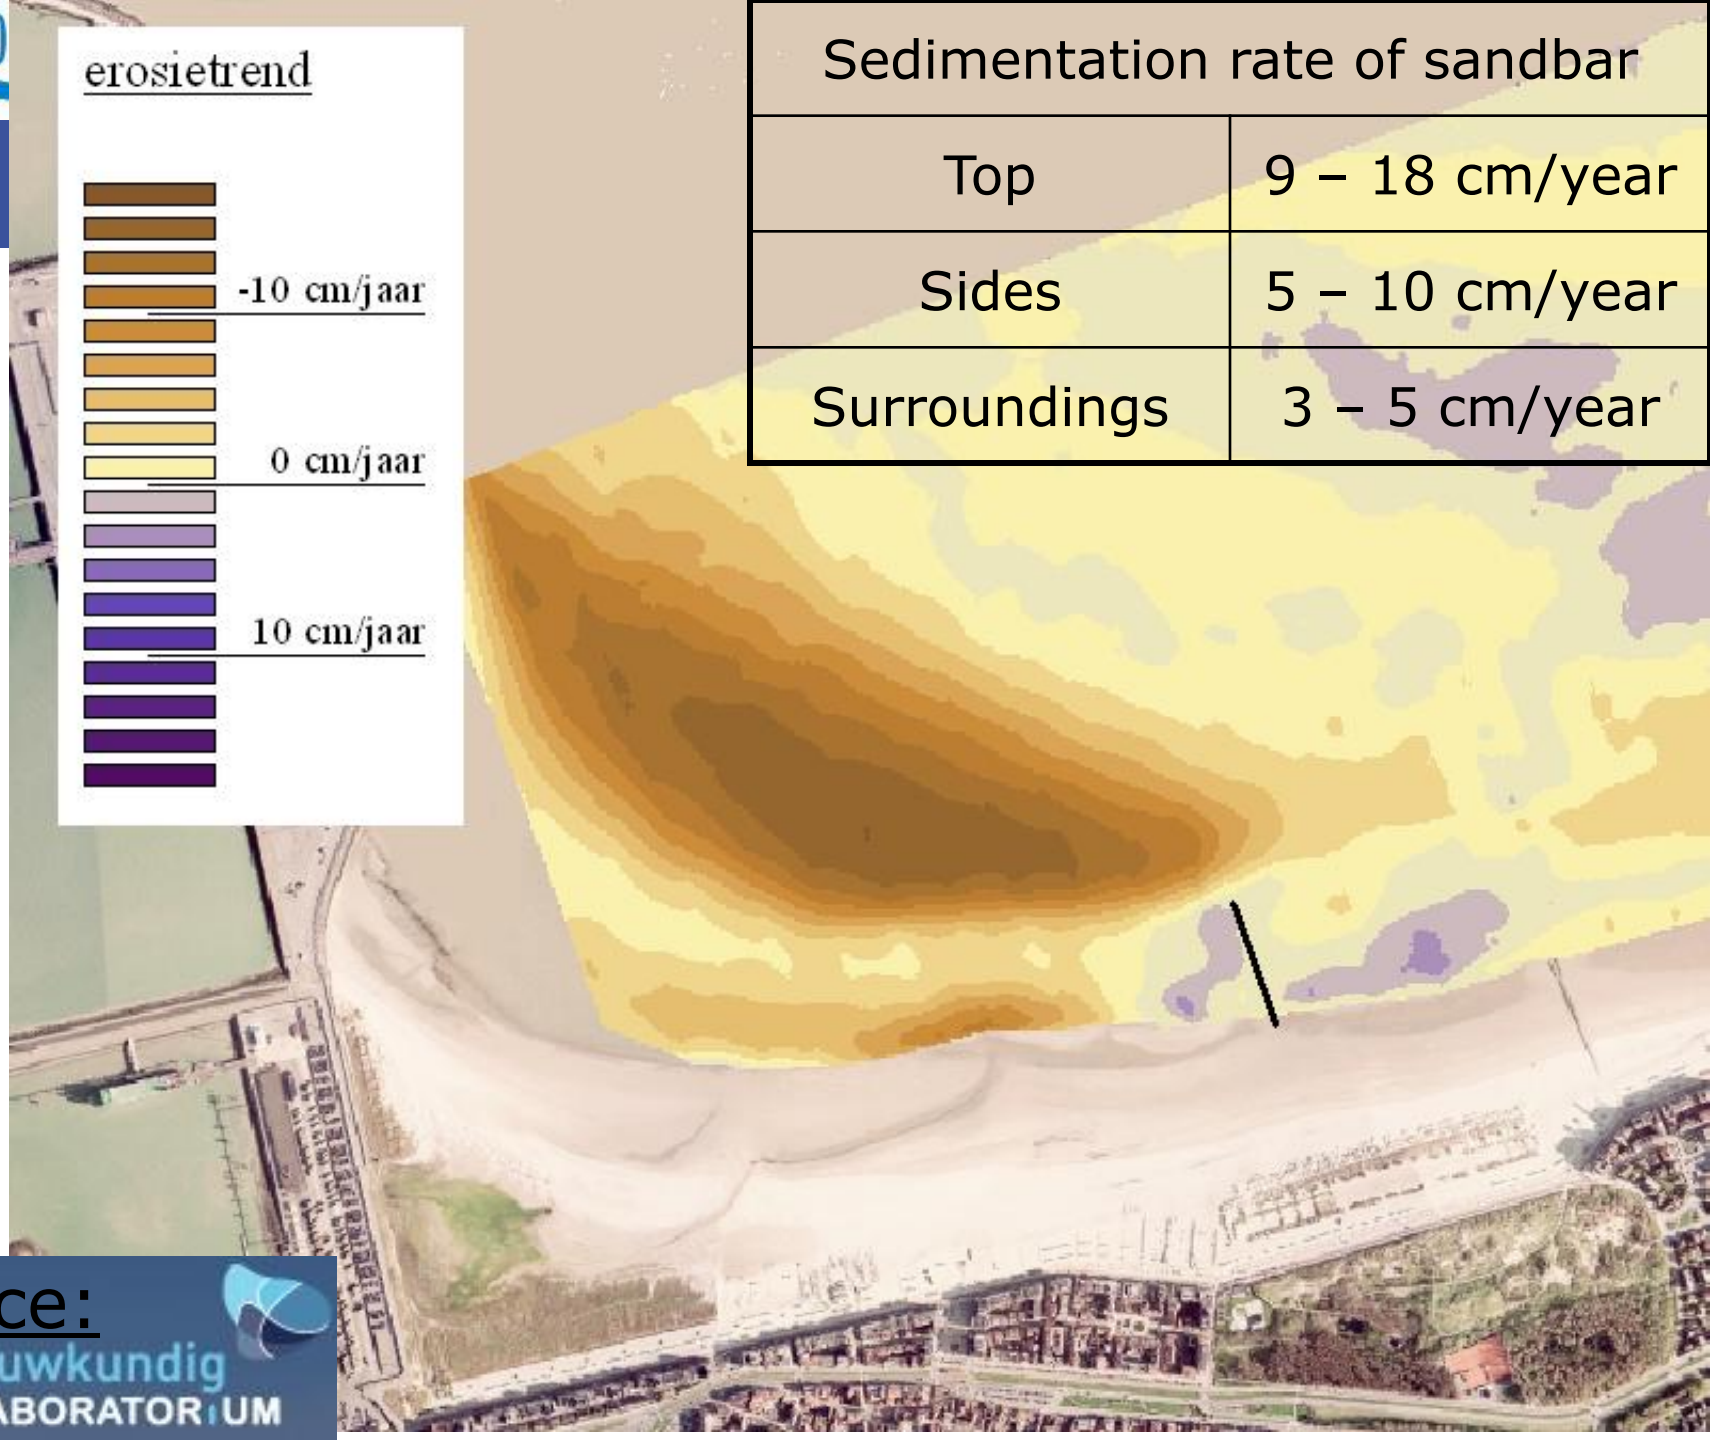 erosietrend
-10 cm/jaar
0 cm/jaar
10 cm/jaar
Sedimentation rate of sandbar
Top 9 – 18 cm/year
Sides 5 – 10 cm/year
Surroundings 3 – 5 cm/year
ce:
uwkundig
ABORATORIUM